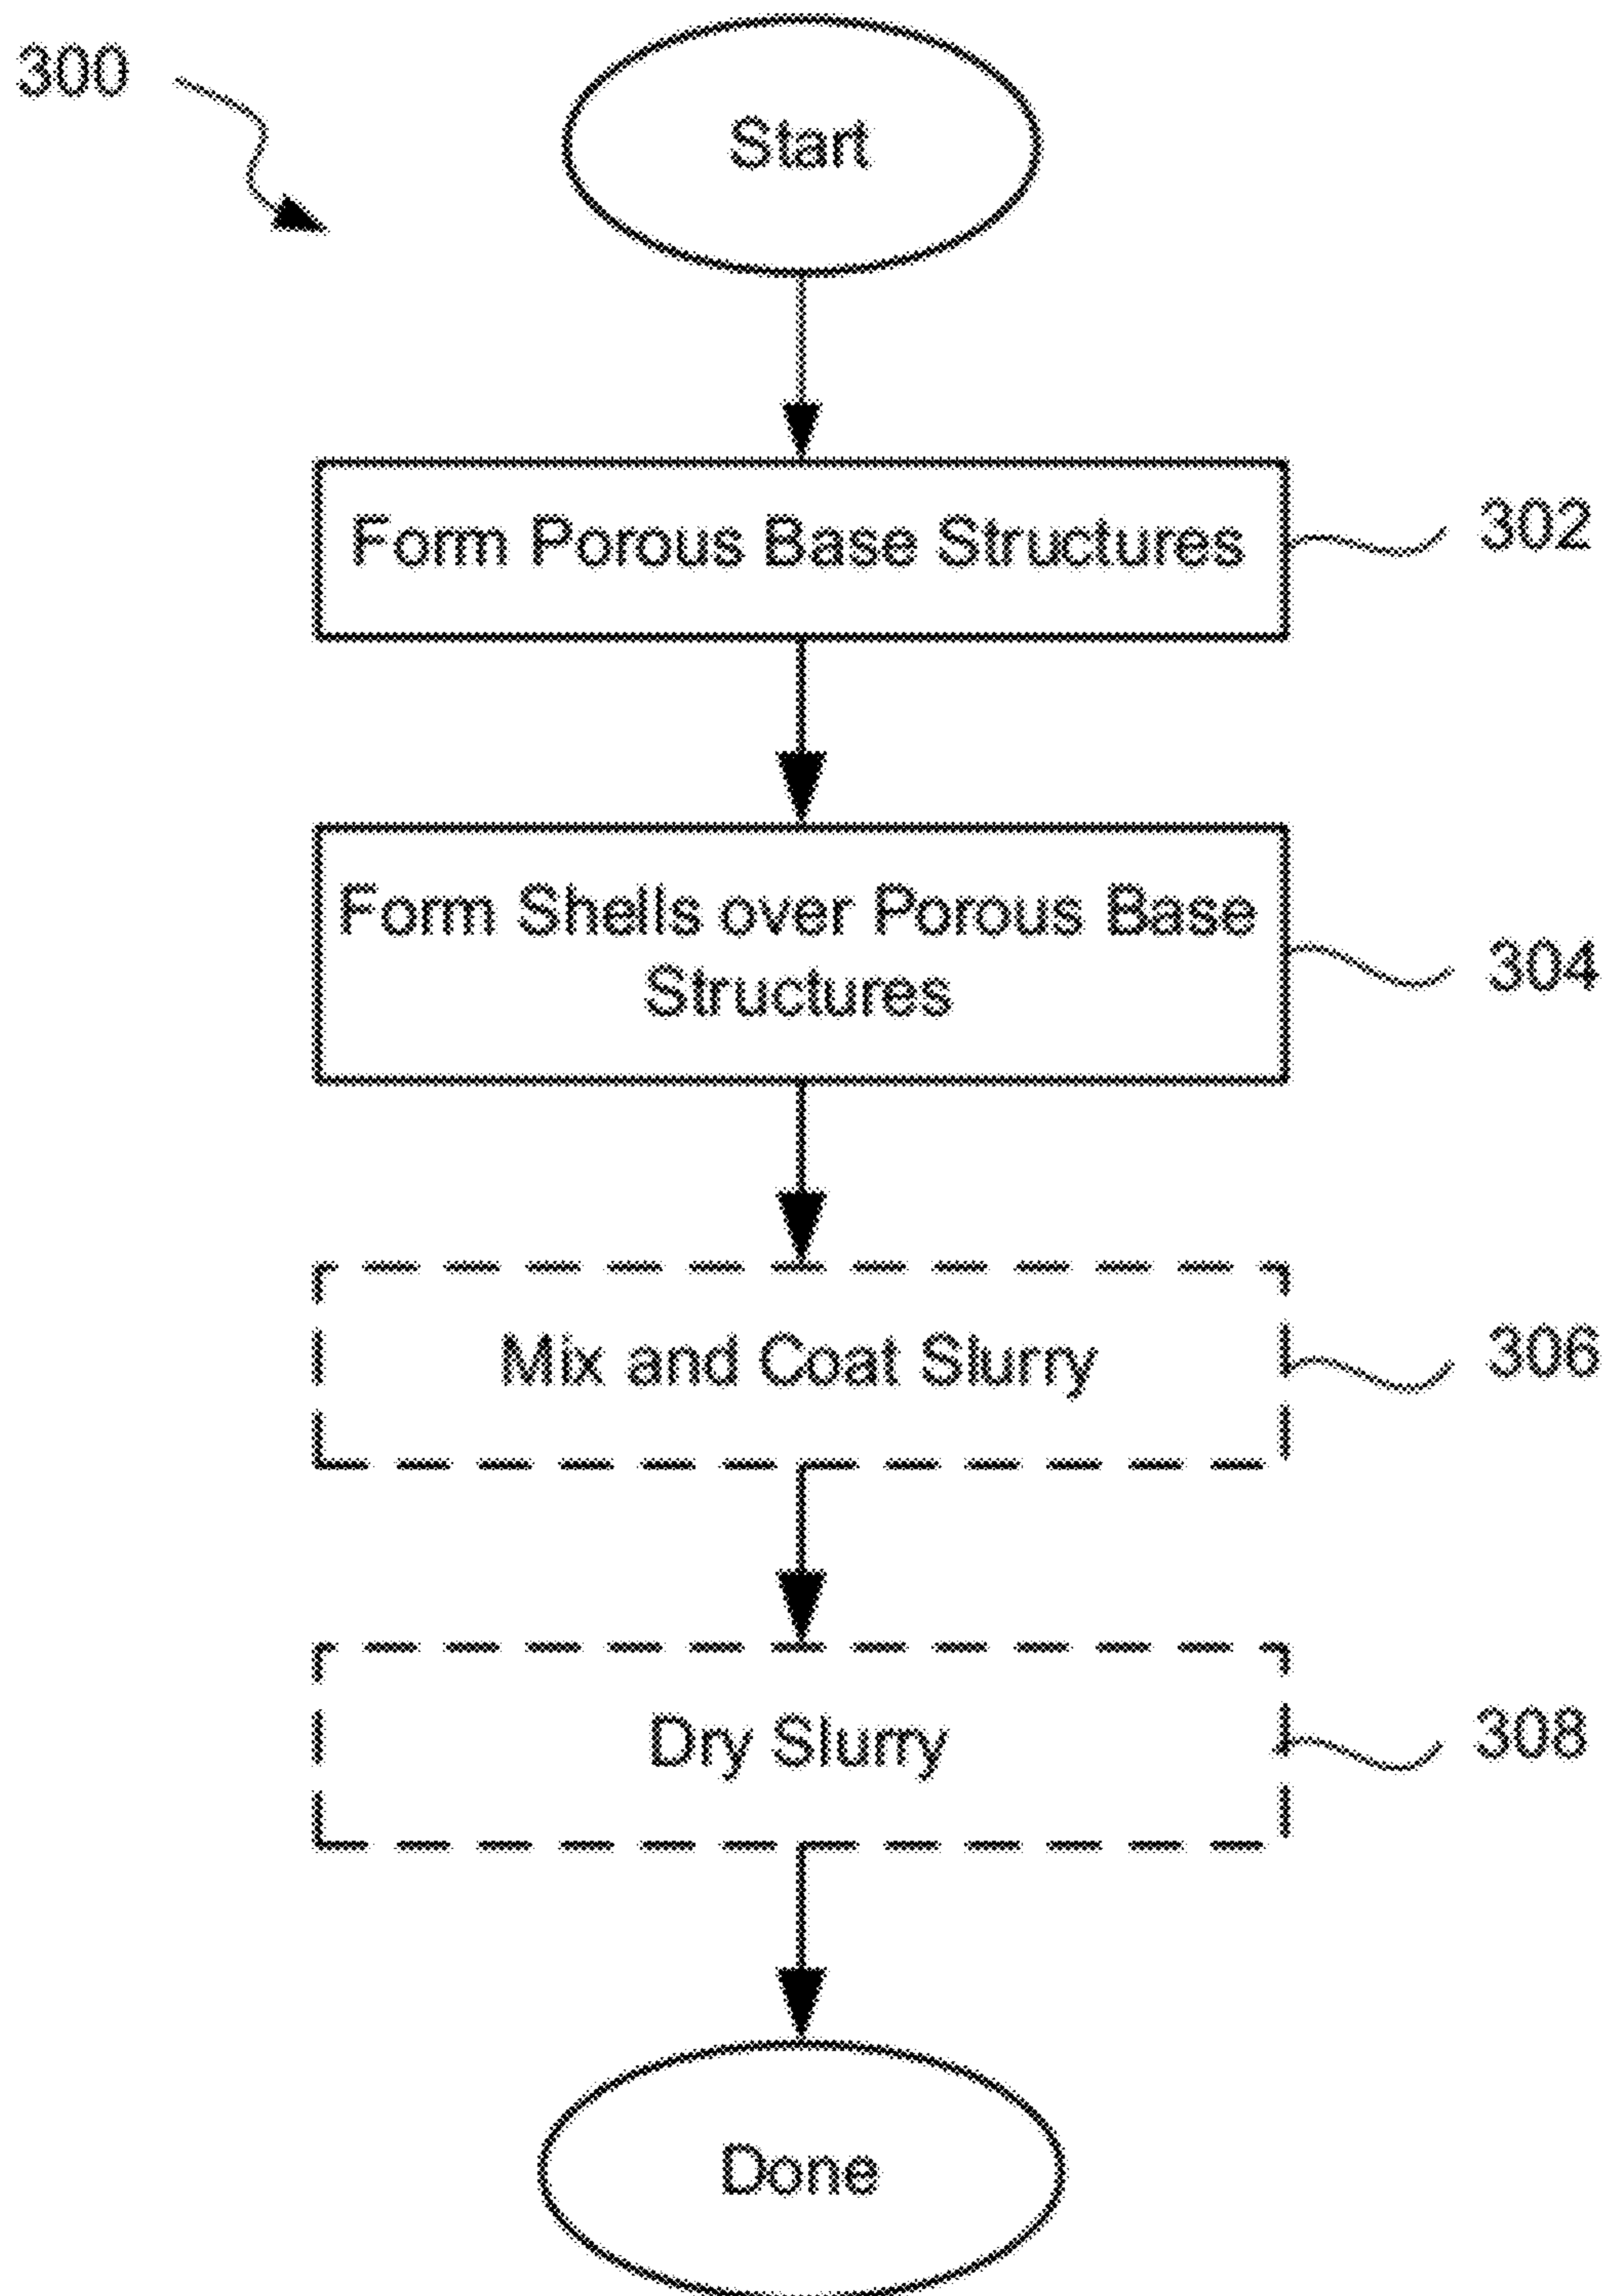 300
Start
Form Porous Base Structures
302
Form Shells over Porous Base
Structures
304
Mix and Coat Slurry
306
Dry Slurry
308
Done